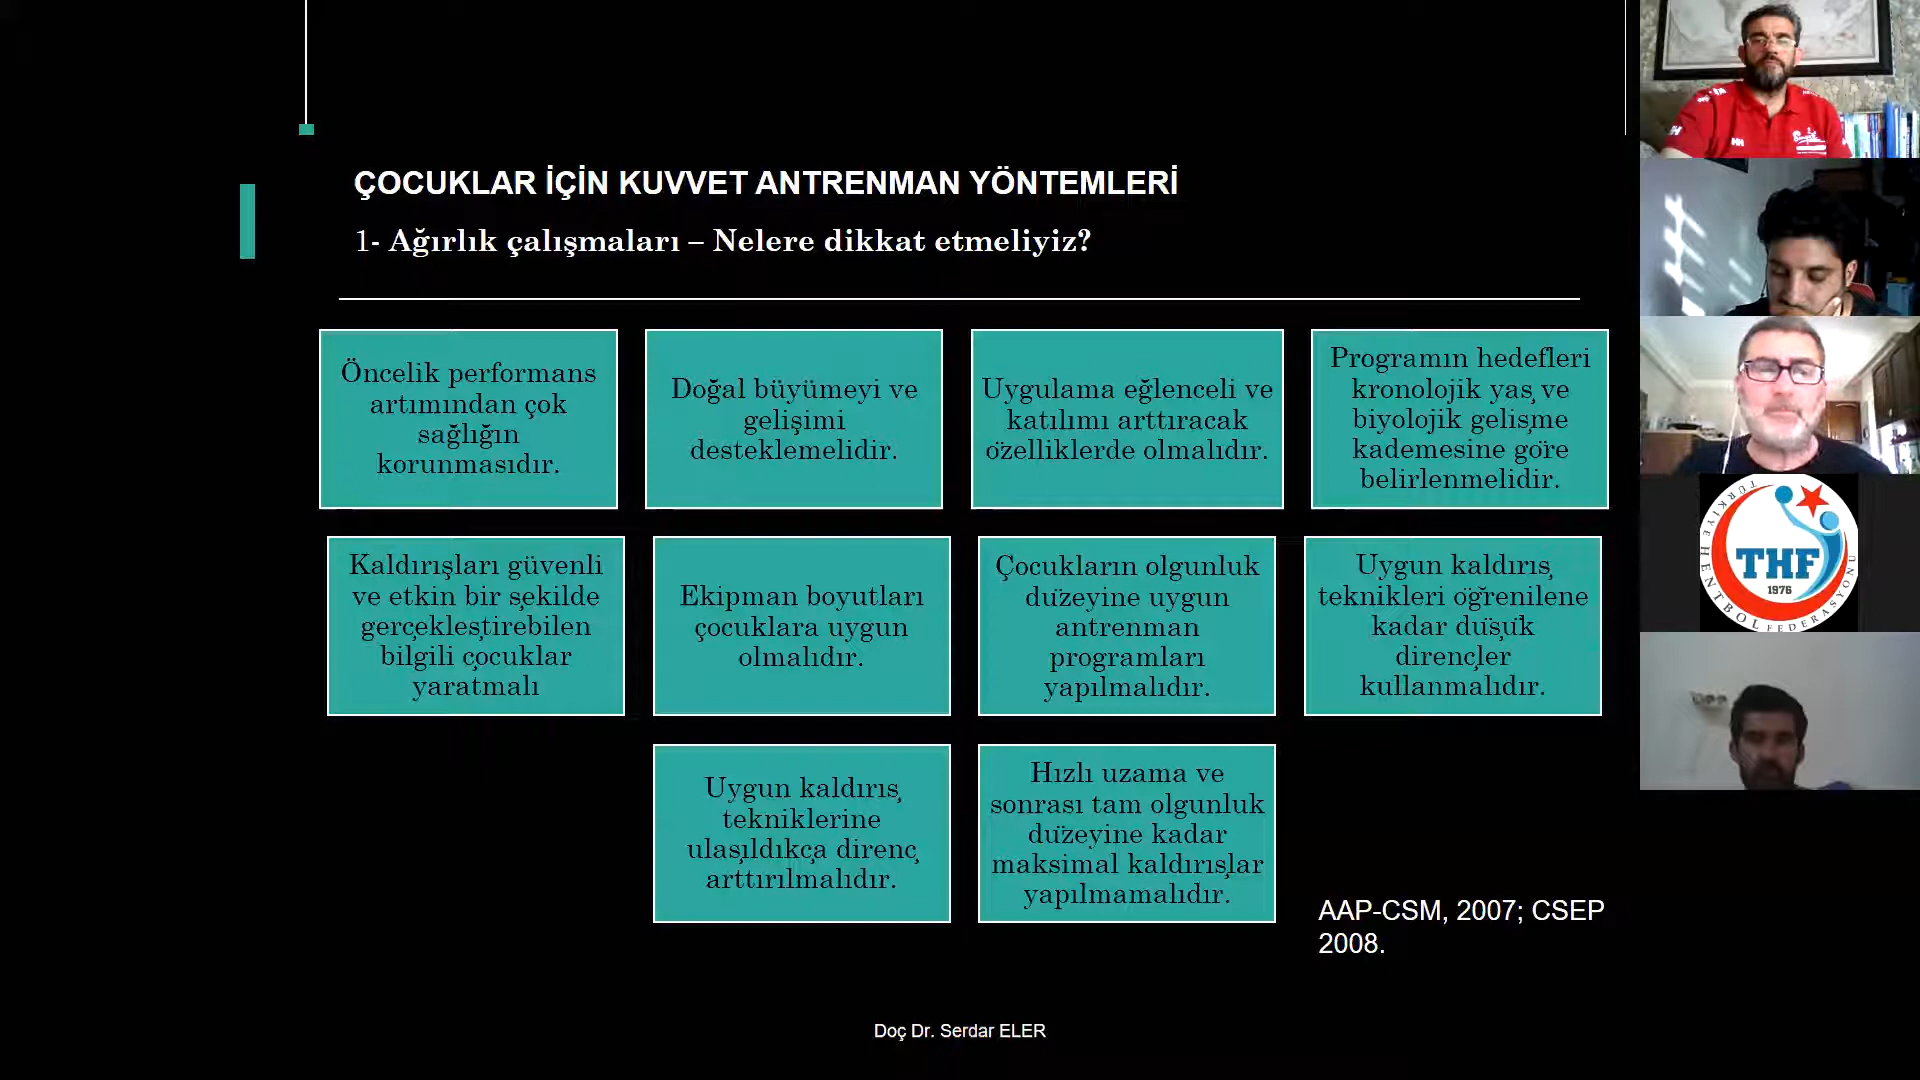 ÇOCUKLAR İÇİN KUVVET ANTRENMAN YÖNTEMLERİ
1- Ağırlık çalışmaları – Nelere dikkat etmeliyiz?
Öncelik performans
artımından çok
sağlığın
korunmasıdır.
Doğal büyümeyi ve
gelişimi
desteklemelidir.
Uygulama eğlenceli ve
katılımı arttıracak
özelliklerde olmalıdır.
Programın hedefleri
kronolojik yaş ve
biyolojik gelişme
kademesine göre
belirlenmelidir.
Kaldırışları güvenli
ve etkin bir şekilde
gerçekleştirebilen
bilgili çocuklar
yaratmalı
Ekipman boyutları
çocuklara uygun
olmalıdır.
Çocukların olgunluk
düzeyine uygun
antrenman
programları
yapılmalıdır.
Uygun kaldırış
teknikleri öğrenilene
kadar düşük
dirençler
kullanmalıdır.
Uygun kaldırış
tekniklerine
ulaşıldıkça direnç
arttırılmalıdır.
Hızlı uzama ve
sonrası tam olgunluk
düzeyine kadar
maksimal kaldırışlar
yapılmamalıdır.
AAP-CSM, 2007; CSEP
2008.
Doç Dr. Serdar ELER
TÜRKİYE HENTBOL FEDERASYONU
THF
1976